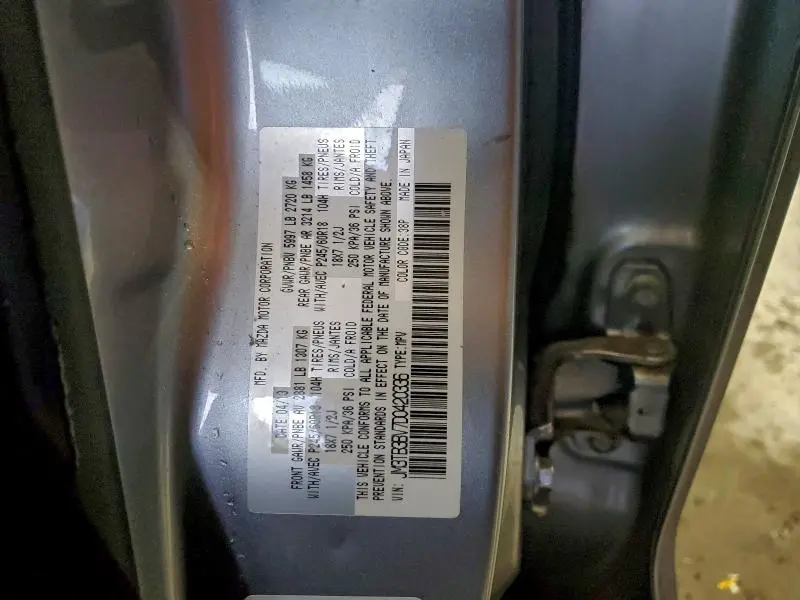 MFD. BY MAZDA MOTOR CORPORATION
DATE 04/13 GVWR/PNBV 5997 LB 2720 KG
FRONT GAWR/PNBE AV 2881 LB 1307 KG REAR GAWR/PNBE AR 3214 LB 1458 KG
WITH/AVEC P245/60R18 104H TIRES/PNEUS WITH/AVEC P245/60R18 104H TIRES/PNEUS
18X7 1/2J RIMS/JANTES 18X7 1/2J RIMS/JANTES
250 KPA/36 PSI COLD/A FROID 250 KPA/36 PSI COLD/A FROID
THIS VEHICLE CONFORMS TO ALL APPLICABLE FEDERAL MOTOR VEHICLE SAFETY AND THEFT
PREVENTION STANDARDS IN EFFECT ON THE DATE OF MANUFACTURE SHOWN ABOVE.
VIN: JM3TB3BV7D0420336 TYPE:MPV COLOR CODE:38P MADE IN JAPAN